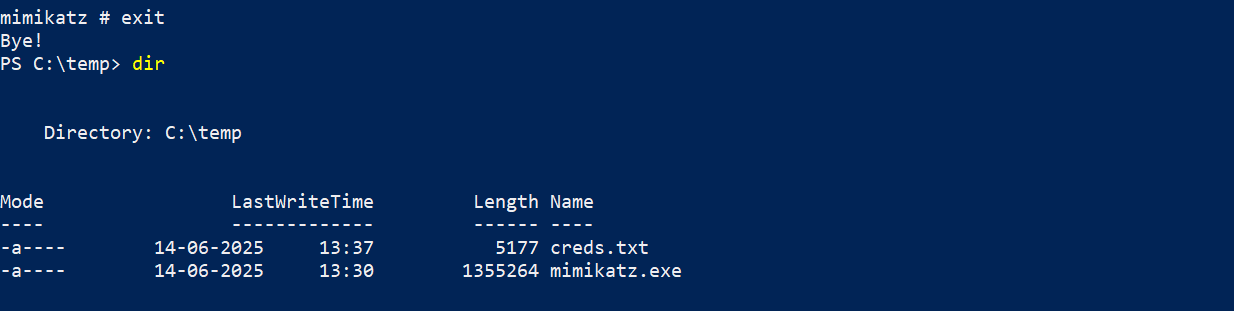 mimikatz # exit
Bye!
PS C:\temp> dir
Directory: C:\temp
Mode LastWriteTime Length Name
---- ------------- ------ ----
-a---- 14-06-2025 13:37 5177 creds.txt
-a---- 14-06-2025 13:30 1355264 mimikatz.exe